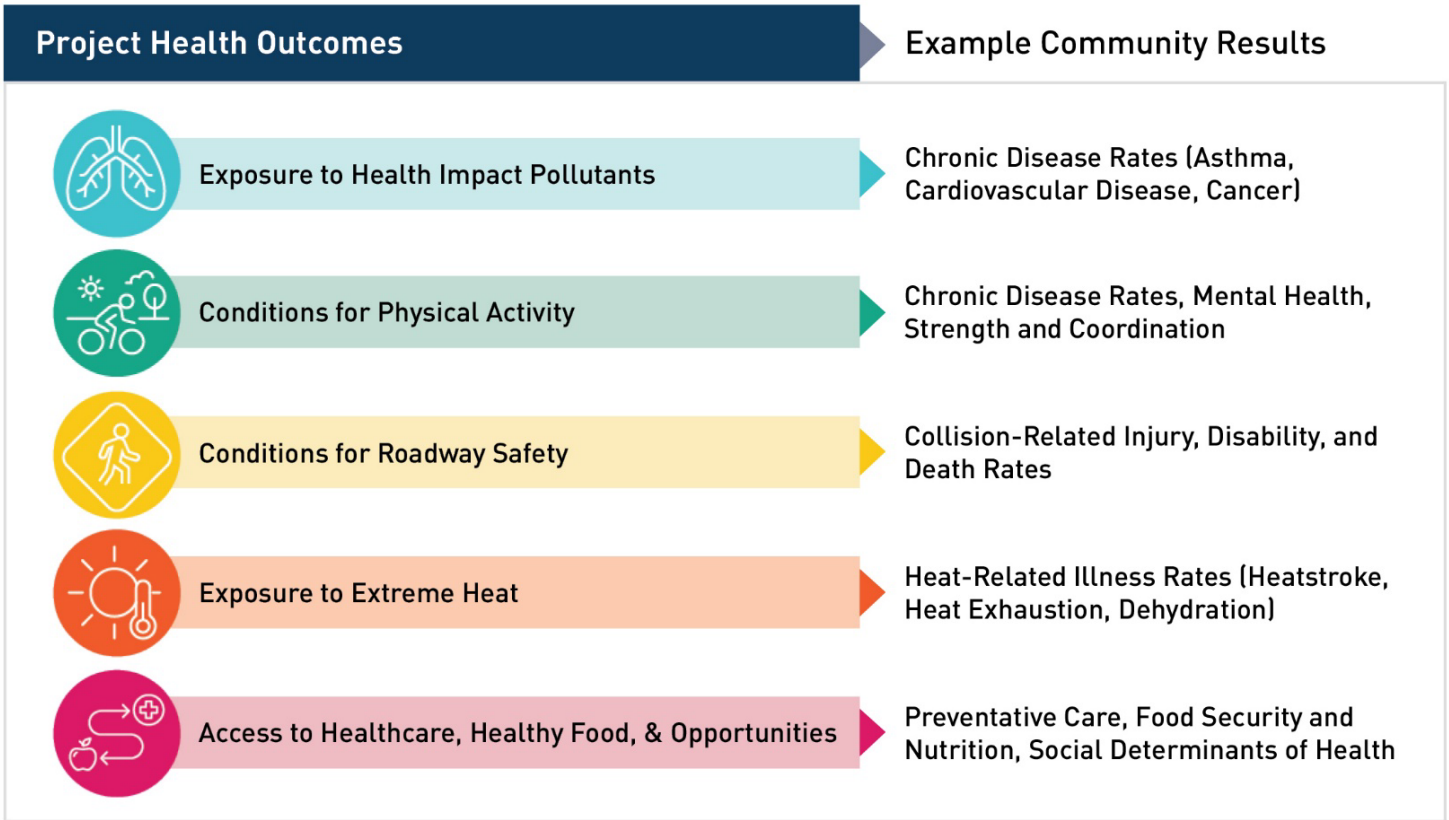 Project Health Outcomes
Example Community Results
Exposure to Health Impact Pollutants
Chronic Disease Rates (Asthma,
Cardiovascular Disease, Cancer)
Conditions for Physical Activity
Chronic Disease Rates, Mental Health,
Strength and Coordination
Conditions for Roadway Safety
Collision-Related Injury, Disability, and
Death Rates
Exposure to Extreme Heat
Heat-Related Illness Rates (Heatstroke,
Heat Exhaustion, Dehydration)
Access to Healthcare, Healthy Food, & Opportunities
Preventative Care, Food Security and
Nutrition, Social Determinants of Health